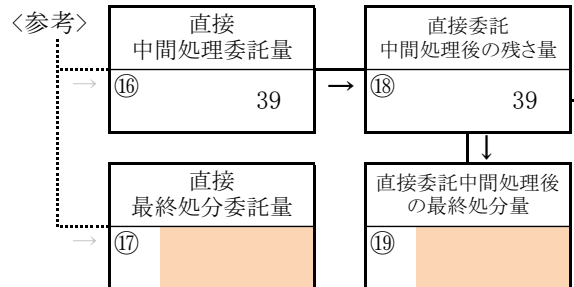 〈参考〉
直接
中間処理委託量
⑯
39
→
→
直接委託
中間処理後の残さ量
⑱
39
↓
直接
最終処分委託量
→
⑰
直接委託中間処理後
の最終処分量
⑲